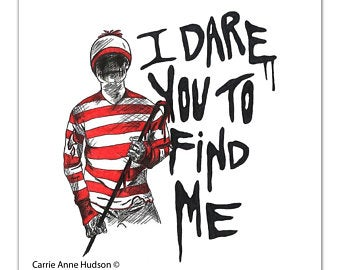 I DARE
YOU TO
FiND
ME
Carrie Anne Hudson ©